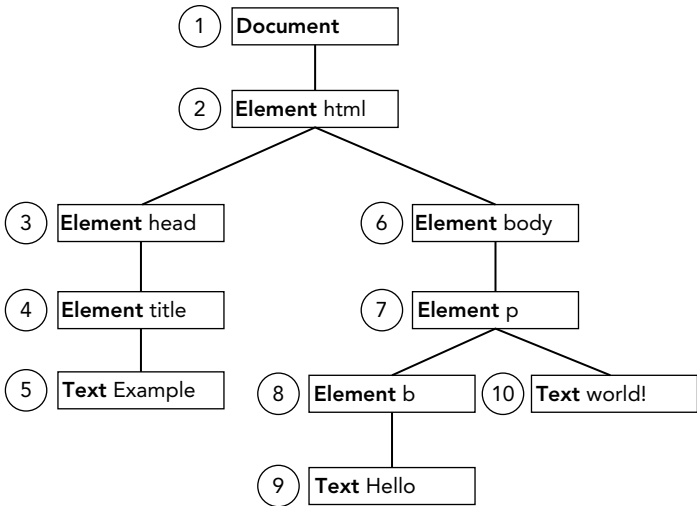 1 Document
2 Element html
3 Element head
6 Element body
4 Element title
7 Element p
5 Text Example
8 Element b
10 Text world!
9 Text Hello